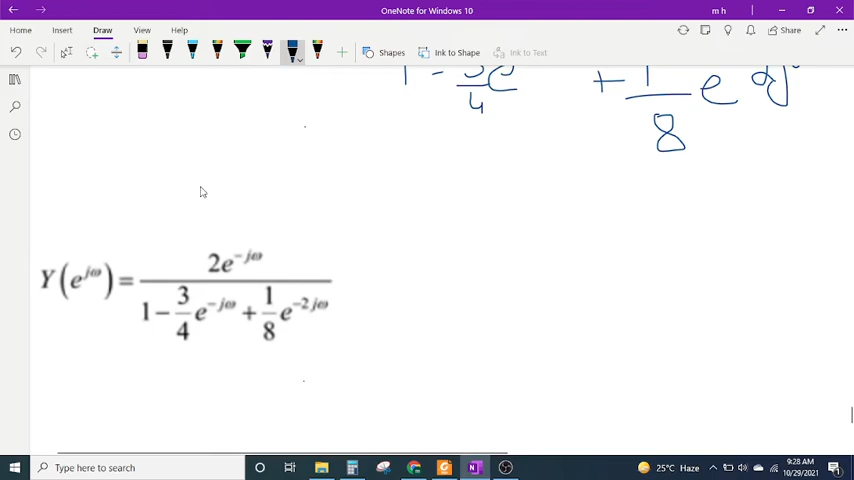 OneNote for Windows 10
m h
Home Insert Draw View Help
Share
Shapes Ink to Shape Ink to Text
+ 1/8 e
Y(e^{jω}) = 2e^{-jω} / (1 - 3/4 e^{-jω} + 1/8 e^{-2jω})
Type here to search
25°C Haze
9:28 AM
10/29/2021
1